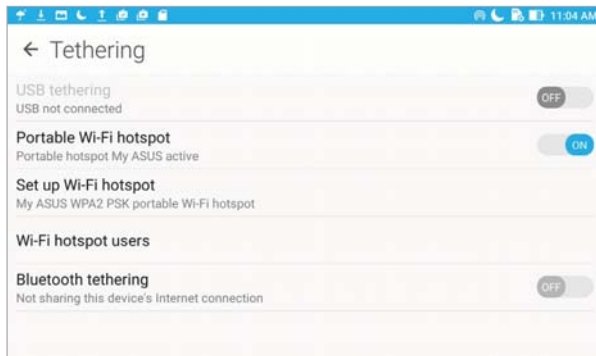 11:04 AM
Tethering
USB tethering
OFF
USB not connected
Portable Wi-Fi hotspot
ON
Portable hotspot My ASUS active
Set up Wi-Fi hotspot
My ASUS WPA2 PSK portable Wi-Fi hotspot
Wi-Fi hotspot users
Bluetooth tethering
OFF
Not sharing this device's Internet connection